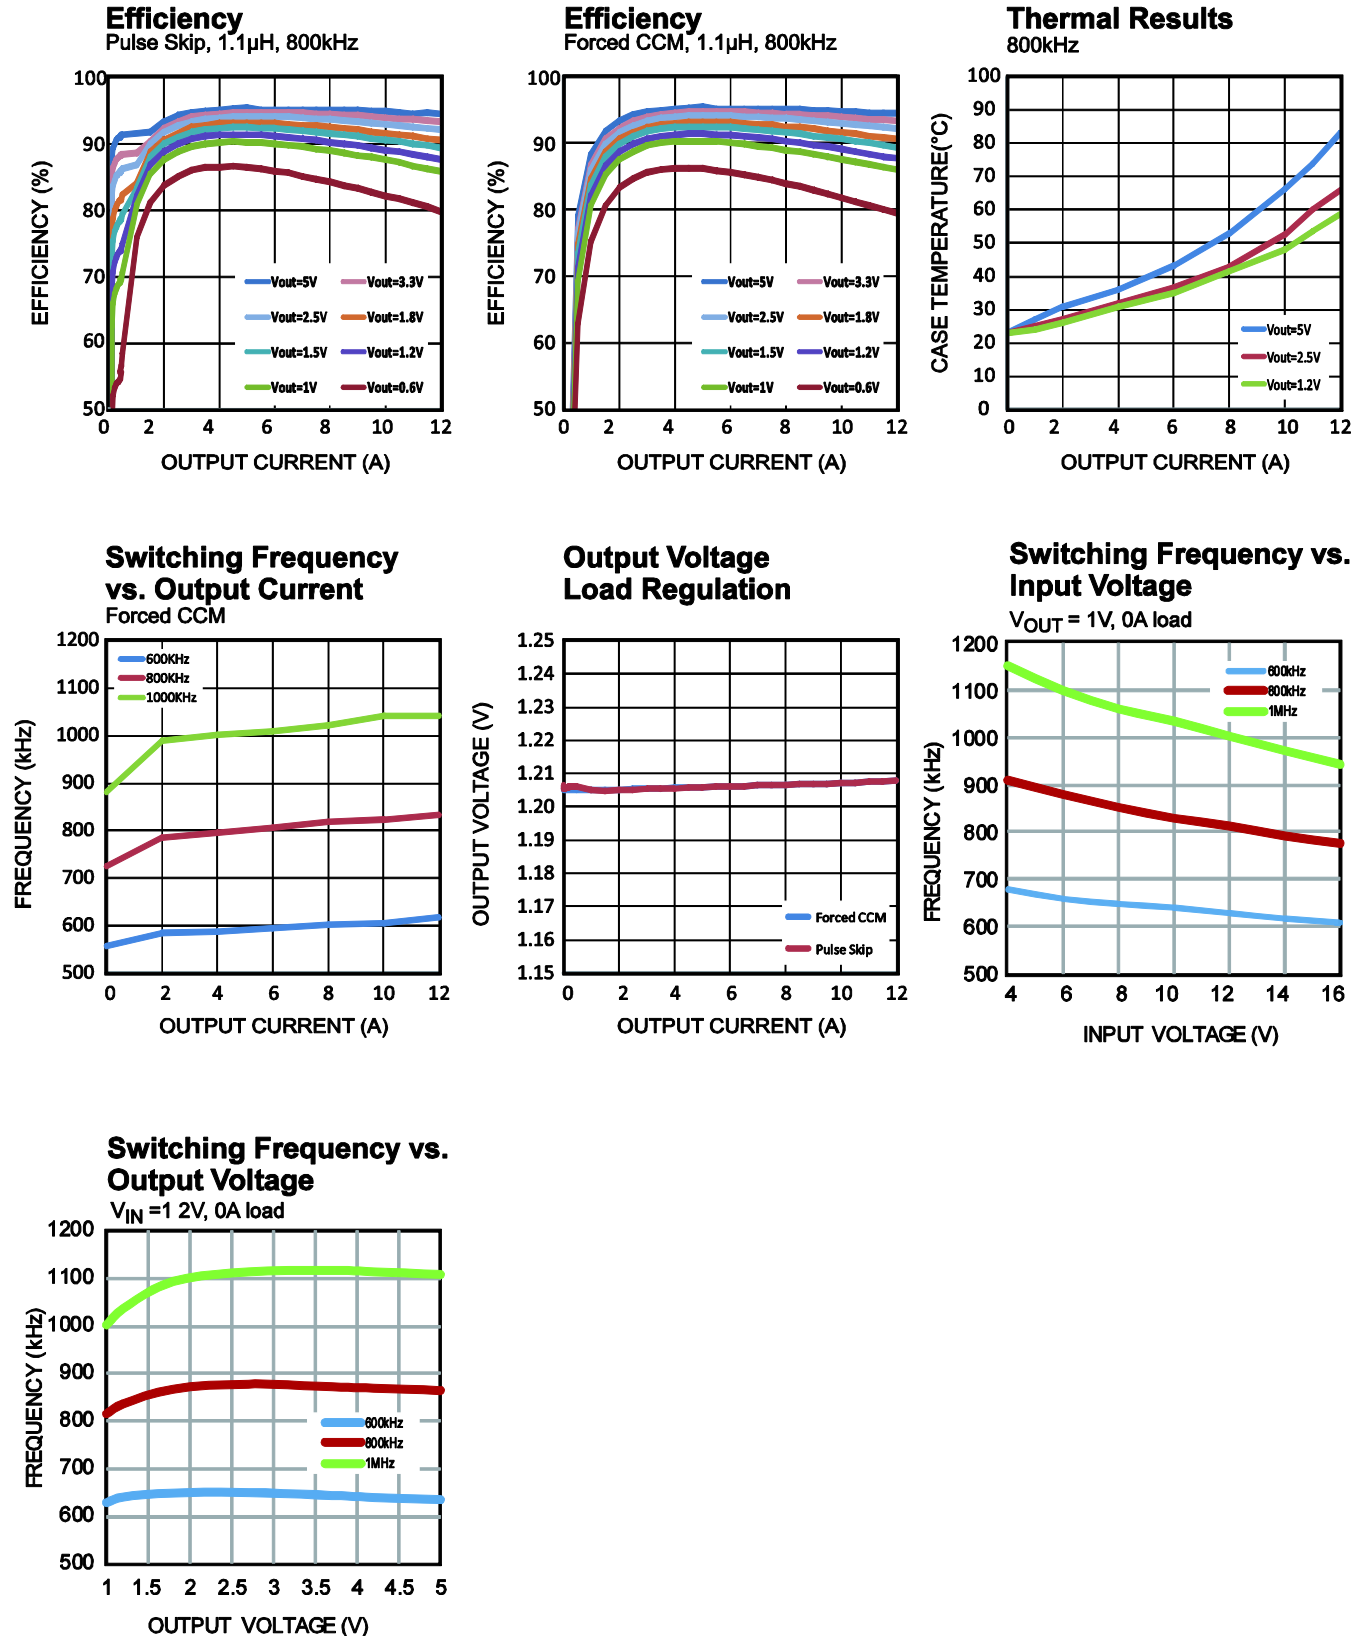 Efficiency
Pulse Skip, 1.1µH, 800kHz
100
90
80
70
60
50
EFFICIENCY (%)
Vout=5V
Vout=3.3V
Vout=2.5V
Vout=1.8V
Vout=1.5V
Vout=1.2V
Vout=1V
Vout=0.6V
0 2 4 6 8 10 12
OUTPUT CURRENT (A)
Efficiency
Forced CCM, 1.1µH, 800kHz
100
90
80
70
60
50
EFFICIENCY (%)
Vout=5V
Vout=3.3V
Vout=2.5V
Vout=1.8V
Vout=1.5V
Vout=1.2V
Vout=1V
Vout=0.6V
0 2 4 6 8 10 12
OUTPUT CURRENT (A)
Thermal Results
800kHz
100
90
80
70
60
50
40
30
20
10
0
CASE TEMPERATURE(°C)
Vout=5V
Vout=2.5V
Vout=1.2V
0 2 4 6 8 10 12
OUTPUT CURRENT (A)
Switching Frequency
vs. Output Current
Forced CCM
1200
1100
1000
900
800
700
600
500
FREQUENCY (kHz)
600KHz
800KHz
1000KHz
0 2 4 6 8 10 12
OUTPUT CURRENT (A)
Output Voltage
Load Regulation
1.25
1.24
1.23
1.22
1.21
1.20
1.19
1.18
1.17
1.16
1.15
OUTPUT VOLTAGE (V)
Forced CCM
Pulse Skip
0 2 4 6 8 10 12
OUTPUT CURRENT (A)
Switching Frequency vs.
Input Voltage
VOUT = 1V, 0A load
1200
1100
1000
900
800
700
600
500
FREQUENCY (kHz)
600kHz
800kHz
1MHz
4 6 8 10 12 14 16
INPUT VOLTAGE (V)
Switching Frequency vs.
Output Voltage
VIN =1 2V, 0A load
1200
1100
1000
900
800
700
600
500
FREQUENCY (kHz)
600kHz
800kHz
1MHz
1 1.5 2 2.5 3 3.5 4 4.5 5
OUTPUT VOLTAGE (V)